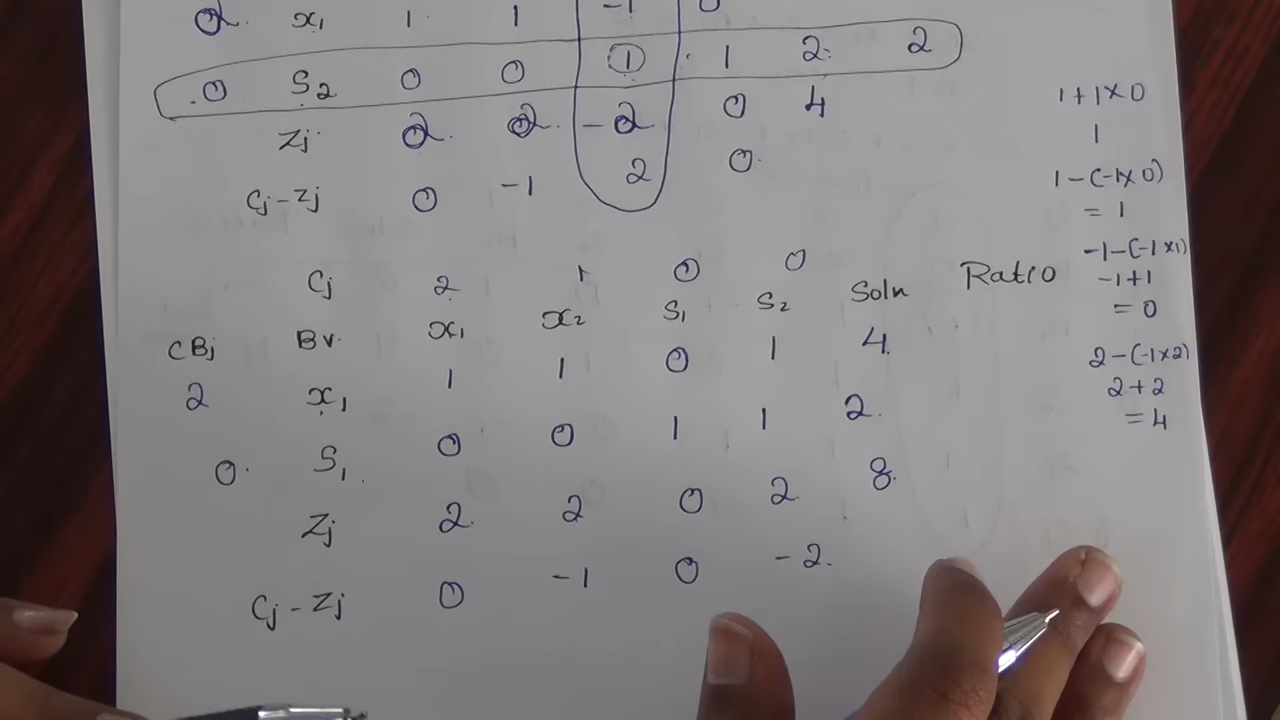 2 x₁ 1 1 -1 0
0 S₂ 0 0 1 1 2 2
Zj 2 2 -2 0 4
Cj-Zj 0 -1 2 0
Cj 2 1 0 0
CBj BV. x₁ x₂ S₁ S₂ Soln Ratio
2 x₁ 1 1 0 1 4
0 S₁ 0 0 1 1 2
Zj 2 2 0 2 8
Cj-Zj 0 -1 0 -2
1+1×0
1
1-(-1×0)
= 1
-1-(-1×1)
-1+1
= 0
2-(-1×2)
2+2
= 4